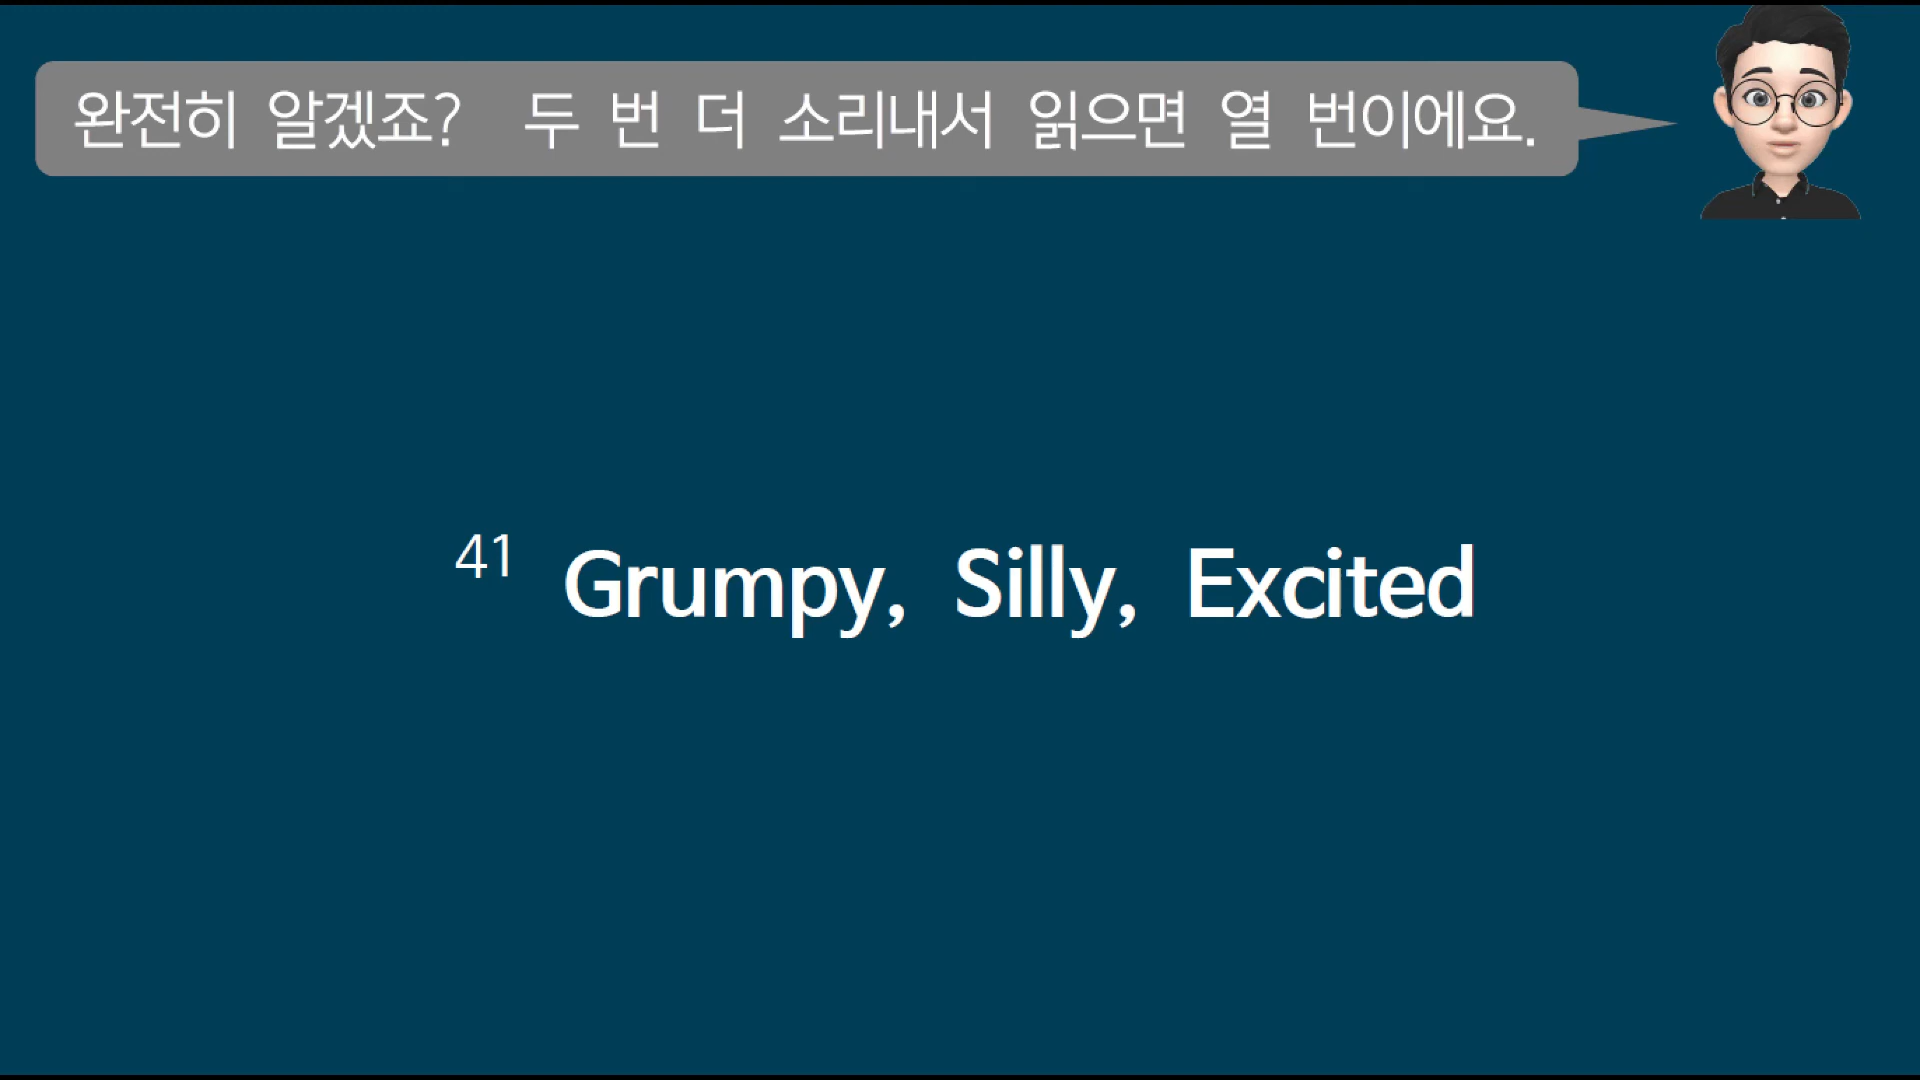 완전히 알겠죠? 두 번 더 소리내서 읽으면 열 번이에요.
41 Grumpy, Silly, Excited